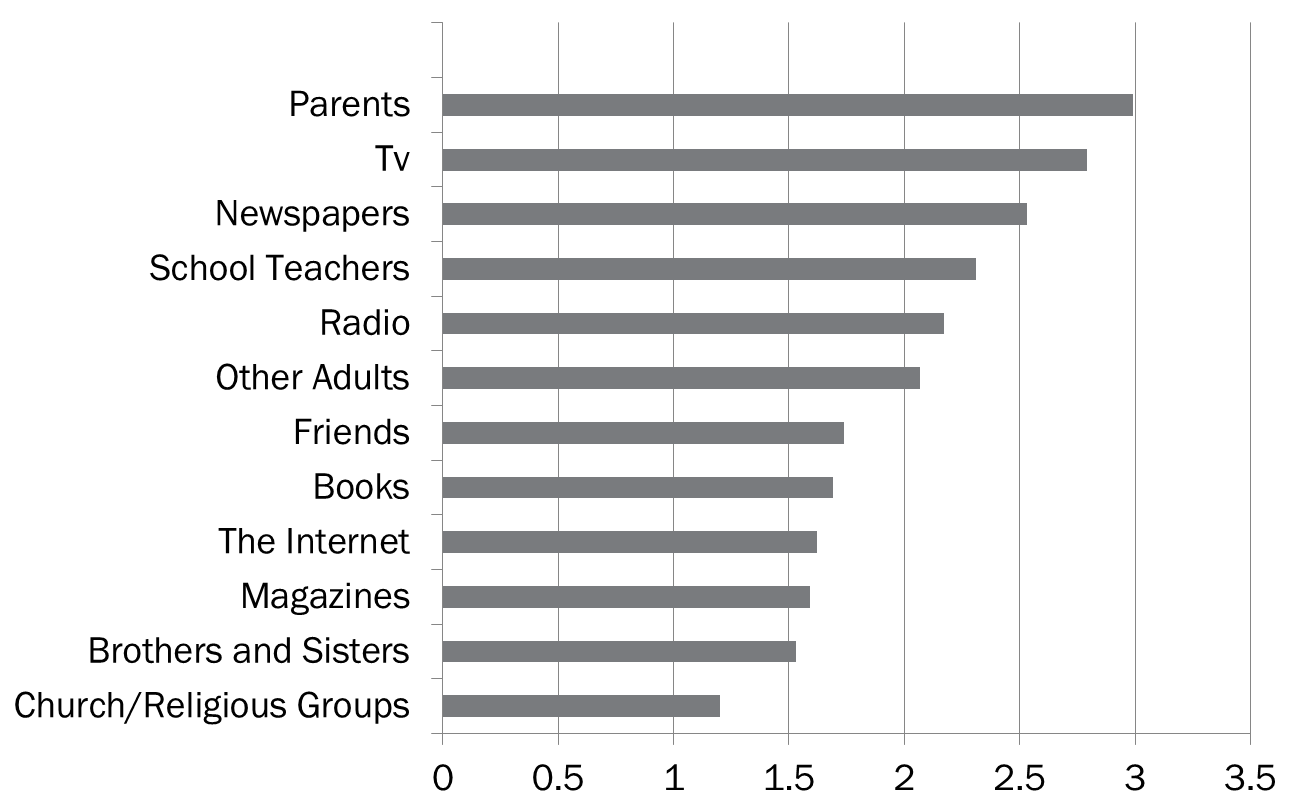 Parents
Tv
Newspapers
School Teachers
Radio
Other Adults
Friends
Books
The Internet
Magazines
Brothers and Sisters
Church/Religious Groups
0 0.5 1 1.5 2 2.5 3 3.5